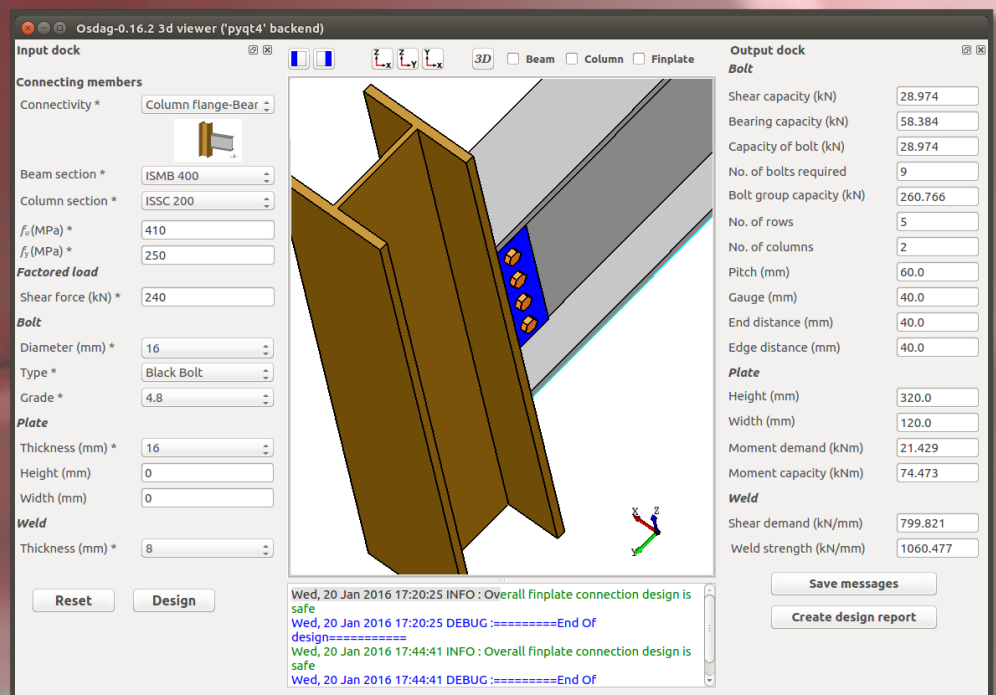 Osdag-0.16.2 3d viewer ('pyqt4' backend)
Input dock
Connecting members
Connectivity * Column flange-Bear
Beam section * ISMB 400
Column section * ISSC 200
fu(MPa) * 410
fy(MPa) * 250
Factored load
Shear force (kN) * 240
Bolt
Diameter (mm) * 16
Type * Black Bolt
Grade * 4.8
Plate
Thickness (mm) * 16
Height (mm) 0
Width (mm) 0
Weld
Thickness (mm) * 8
Reset Design
Z x Z Y Y x 3D Beam Column Finplate
X Z
Y
Wed, 20 Jan 2016 17:20:25 INFO : Overall finplate connection design is
safe
Wed, 20 Jan 2016 17:20:25 DEBUG :=========End Of
design===========
Wed, 20 Jan 2016 17:44:41 INFO : Overall finplate connection design is
safe
Wed, 20 Jan 2016 17:44:41 DEBUG :=========End Of
Output dock
Bolt
Shear capacity (kN) 28.974
Bearing capacity (kN) 58.384
Capacity of bolt (kN) 28.974
No. of bolts required 9
Bolt group capacity (kN) 260.766
No. of rows 5
No. of columns 2
Pitch (mm) 60.0
Gauge (mm) 40.0
End distance (mm) 40.0
Edge distance (mm) 40.0
Plate
Height (mm) 320.0
Width (mm) 120.0
Moment demand (kNm) 21.429
Moment capacity (kNm) 74.473
Weld
Shear demand (kN/mm) 799.821
Weld strength (kN/mm) 1060.477
Save messages
Create design report